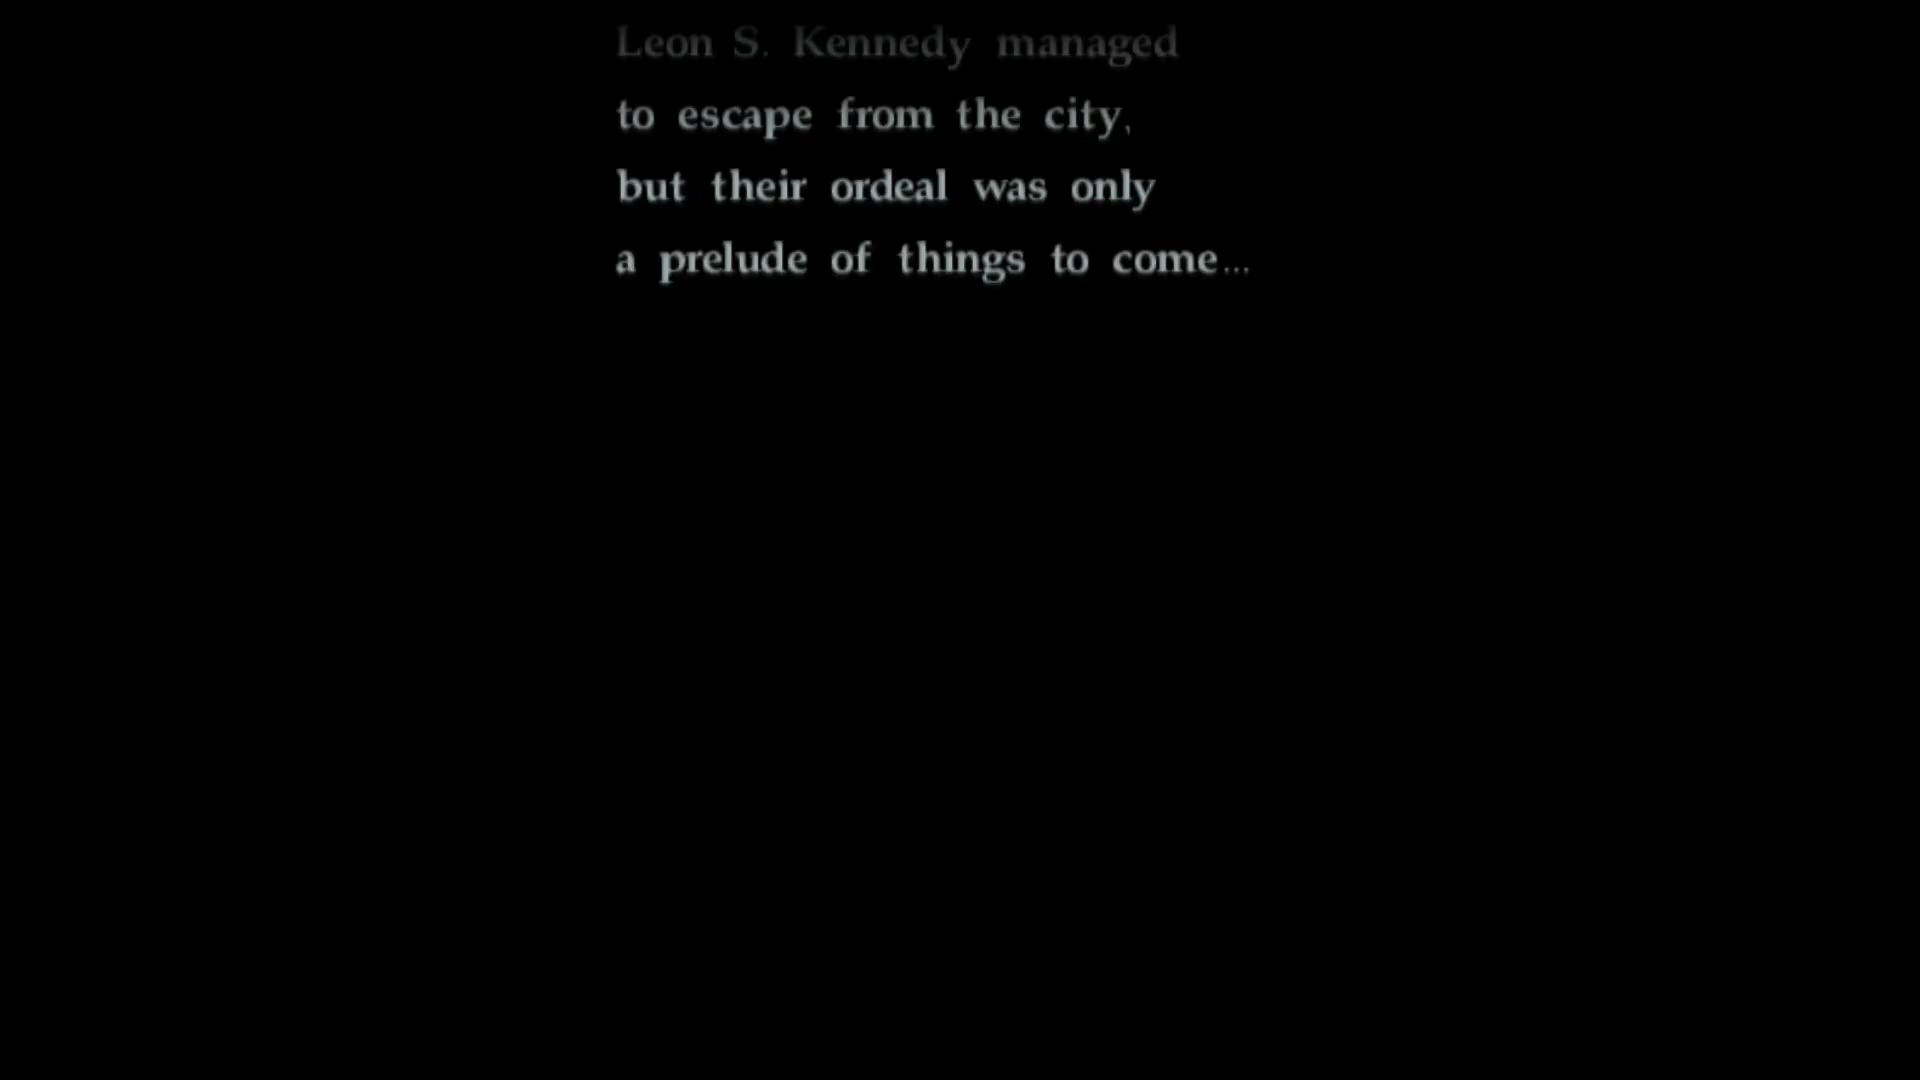 Leon S. Kennedy managed
to escape from the city,
but their ordeal was only
a prelude of things to come...